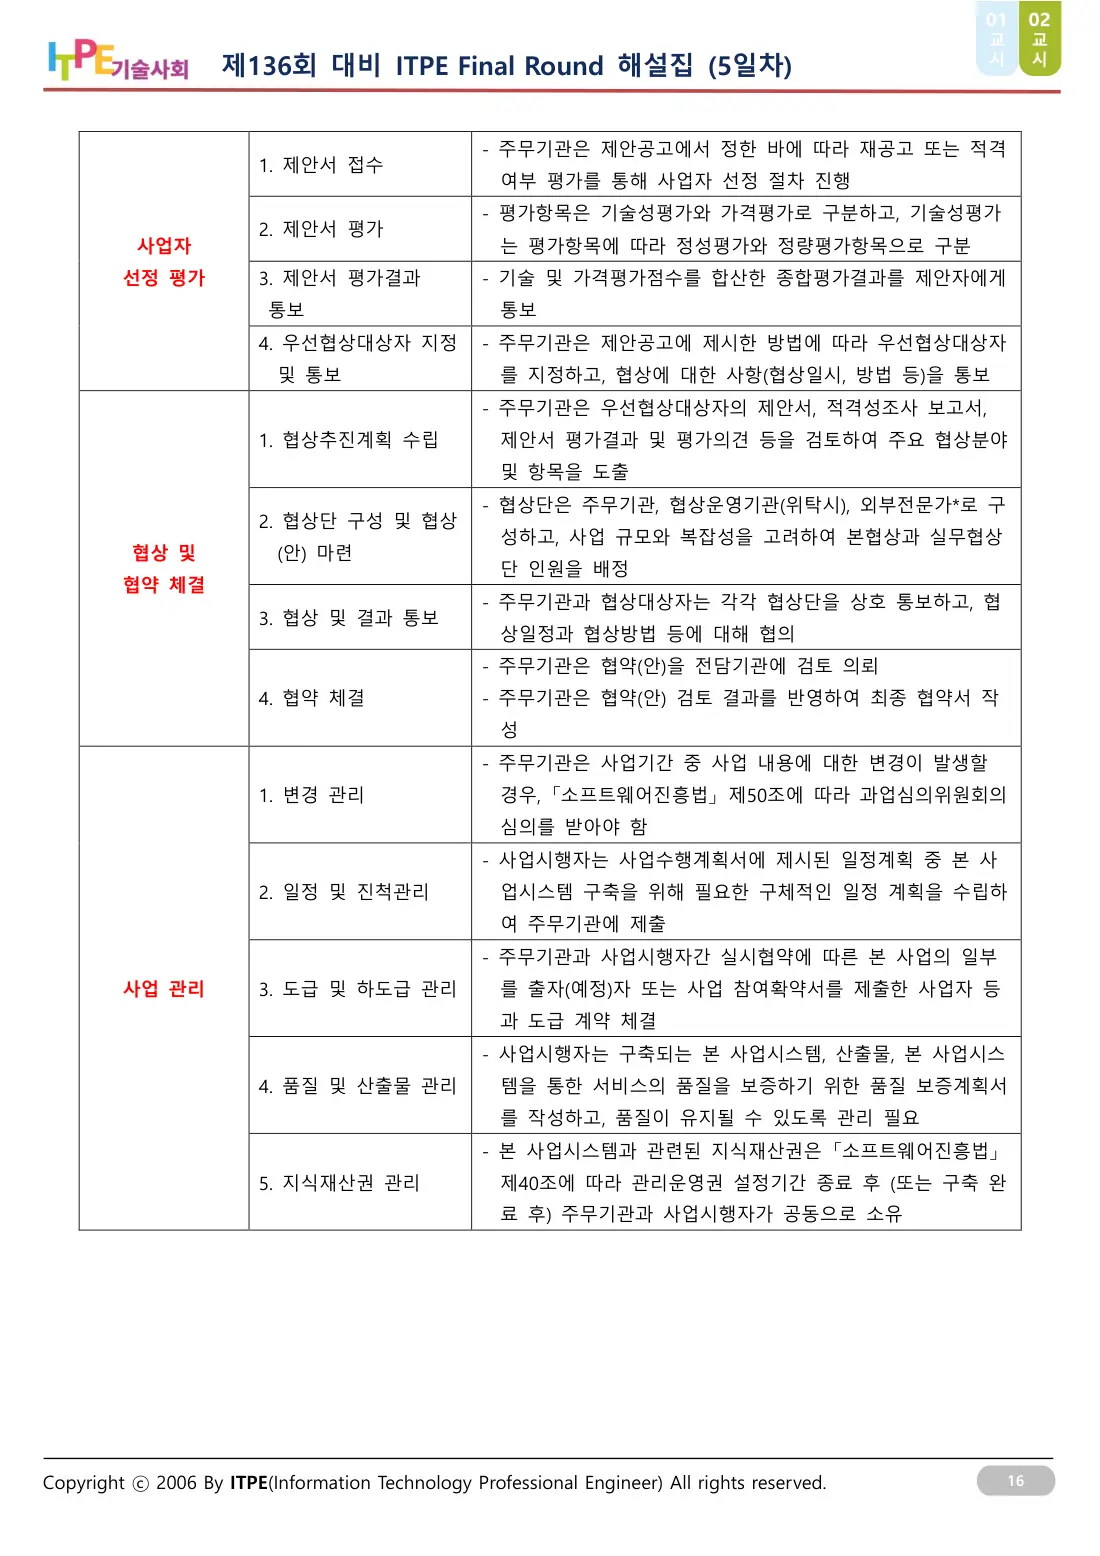 ITPE기술사회 제136회 대비 ITPE Final Round 해설집 (5일차)
01 교시
02 교시
사업자
선정 평가
1. 제안서 접수
- 주무기관은 제안공고에서 정한 바에 따라 재공고 또는 적격
여부 평가를 통해 사업자 선정 절차 진행
2. 제안서 평가
- 평가항목은 기술성평가와 가격평가로 구분하고, 기술성평가
는 평가항목에 따라 정성평가와 정량평가항목으로 구분
3. 제안서 평가결과
통보
- 기술 및 가격평가점수를 합산한 종합평가결과를 제안자에게
통보
4. 우선협상대상자 지정
및 통보
- 주무기관은 제안공고에 제시한 방법에 따라 우선협상대상자
를 지정하고, 협상에 대한 사항(협상일시, 방법 등)을 통보
협상 및
협약 체결
1. 협상추진계획 수립
- 주무기관은 우선협상대상자의 제안서, 적격성조사 보고서,
제안서 평가결과 및 평가의견 등을 검토하여 주요 협상분야
및 항목을 도출
2. 협상단 구성 및 협상
(안) 마련
- 협상단은 주무기관, 협상운영기관(위탁시), 외부전문가*로 구
성하고, 사업 규모와 복잡성을 고려하여 본협상과 실무협상
단 인원을 배정
3. 협상 및 결과 통보
- 주무기관과 협상대상자는 각각 협상단을 상호 통보하고, 협
상일정과 협상방법 등에 대해 협의
4. 협약 체결
- 주무기관은 협약(안)을 전담기관에 검토 의뢰
- 주무기관은 협약(안) 검토 결과를 반영하여 최종 협약서 작
성
사업 관리
1. 변경 관리
- 주무기관은 사업기간 중 사업 내용에 대한 변경이 발생할
경우, 「소프트웨어진흥법」 제50조에 따라 과업심의위원회의
심의를 받아야 함
2. 일정 및 진척관리
- 사업시행자는 사업수행계획서에 제시된 일정계획 중 본 사
업시스템 구축을 위해 필요한 구체적인 일정 계획을 수립하
여 주무기관에 제출
3. 도급 및 하도급 관리
- 주무기관과 사업시행자간 실시협약에 따른 본 사업의 일부
를 출자(예정)자 또는 사업 참여확약서를 제출한 사업자 등
과 도급 계약 체결
4. 품질 및 산출물 관리
- 사업시행자는 구축되는 본 사업시스템, 산출물, 본 사업시스
템을 통한 서비스의 품질을 보증하기 위한 품질 보증계획서
를 작성하고, 품질이 유지될 수 있도록 관리 필요
5. 지식재산권 관리
- 본 사업시스템과 관련된 지식재산권은 「소프트웨어진흥법」
제40조에 따라 관리운영권 설정기간 종료 후 (또는 구축 완
료 후) 주무기관과 사업시행자가 공동으로 소유
Copyright ⓒ 2006 By ITPE(Information Technology Professional Engineer) All rights reserved.
16